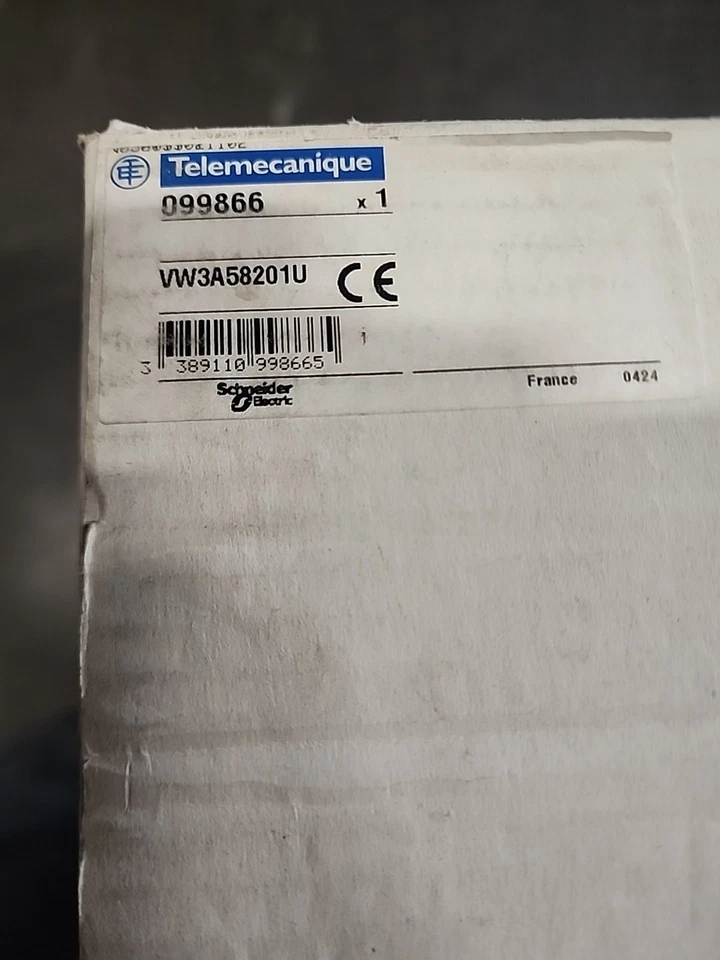 Telemecanique
099866 x 1
VW3A58201U CE
3 389110 998665
Schneider
Electric
France 0424